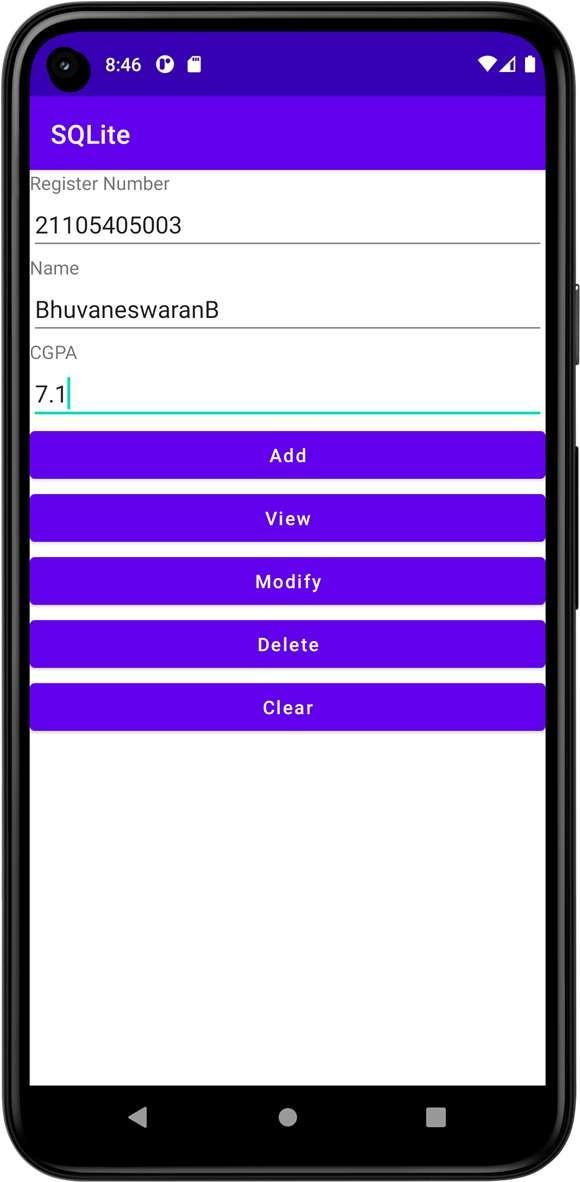 8:46
SQLite
Register Number
21105405003
Name
BhuvaneswaranB
CGPA
7.1
Add
View
Modify
Delete
Clear